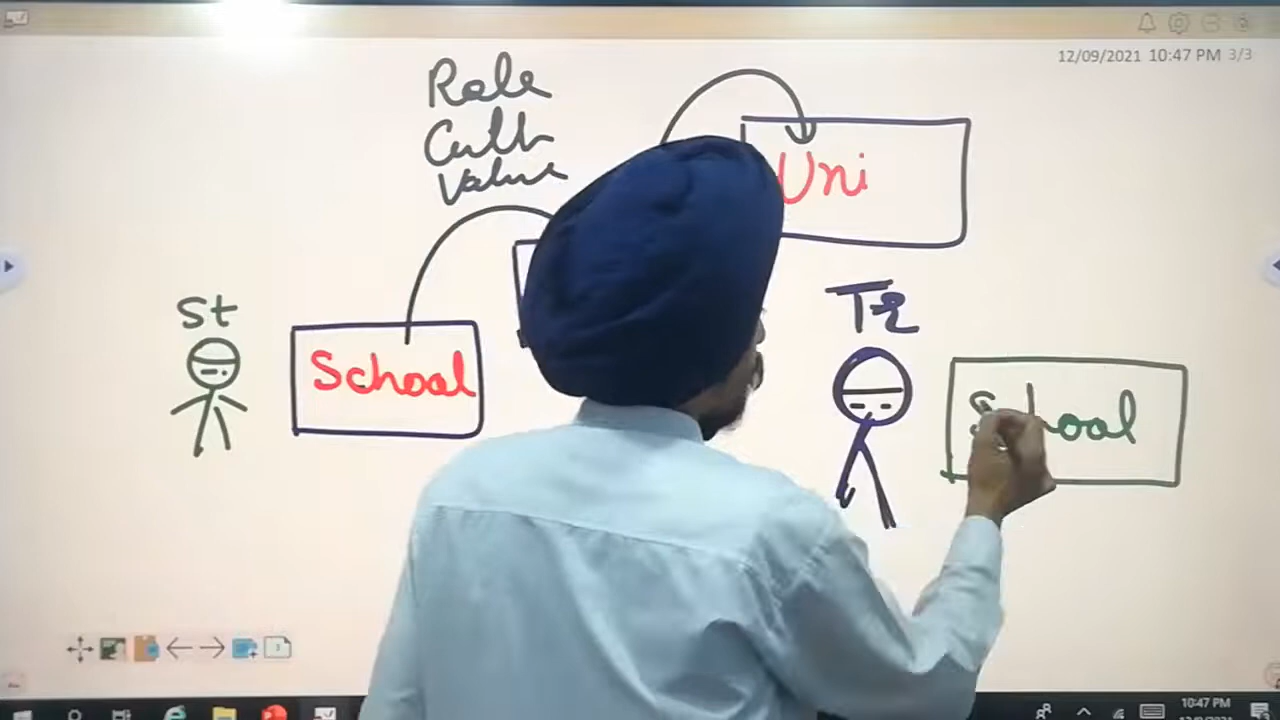 12/09/2021 10:47 PM 3/3
Role
Cult
Value
Uni
St
School
Tr
School
10:47 PM